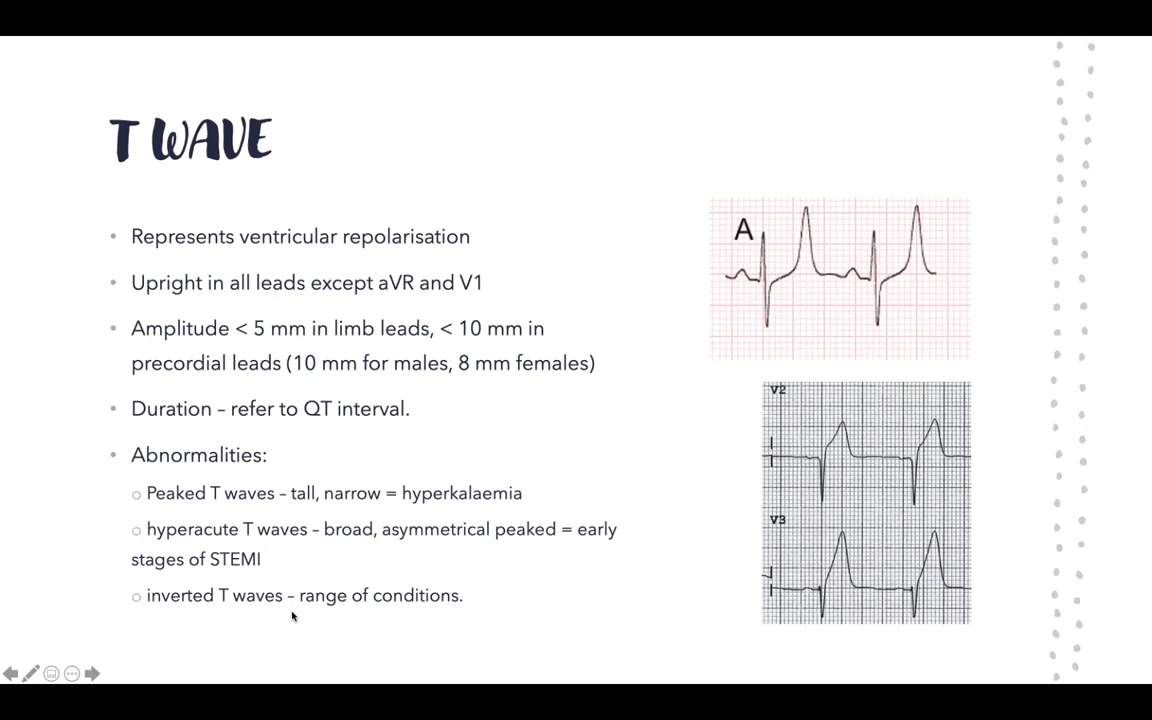 T WAVE
• Represents ventricular repolarisation
• Upright in all leads except aVR and V1
• Amplitude < 5 mm in limb leads, < 10 mm in
precordial leads (10 mm for males, 8 mm females)
• Duration – refer to QT interval.
• Abnormalities:
○ Peaked T waves – tall, narrow = hyperkalaemia
○ hyperacute T waves – broad, asymmetrical peaked = early
stages of STEMI
○ inverted T waves – range of conditions.
A
V2
V3